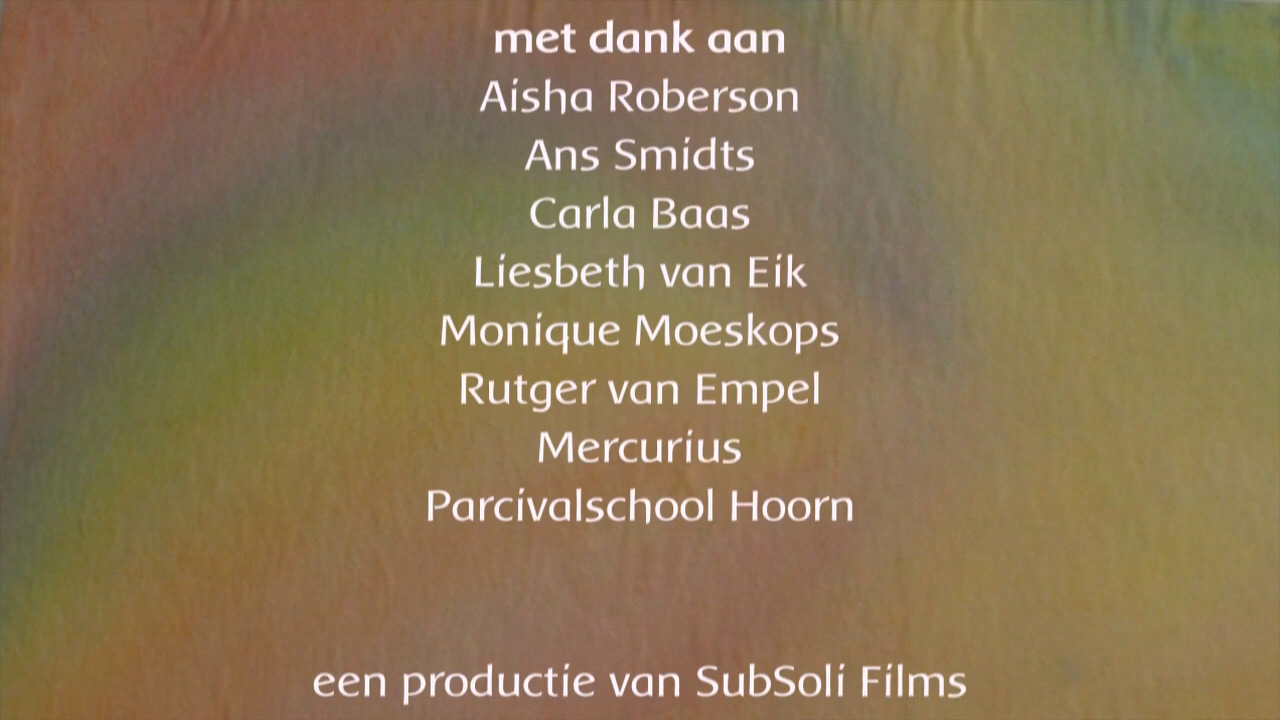 met dank aan
Aisha Roberson
Ans Smidts
Carla Baas
Liesbeth van Eik
Monique Moeskops
Rutger van Empel
Mercurius
Parcivalschool Hoorn
een productie van SubSoli Films